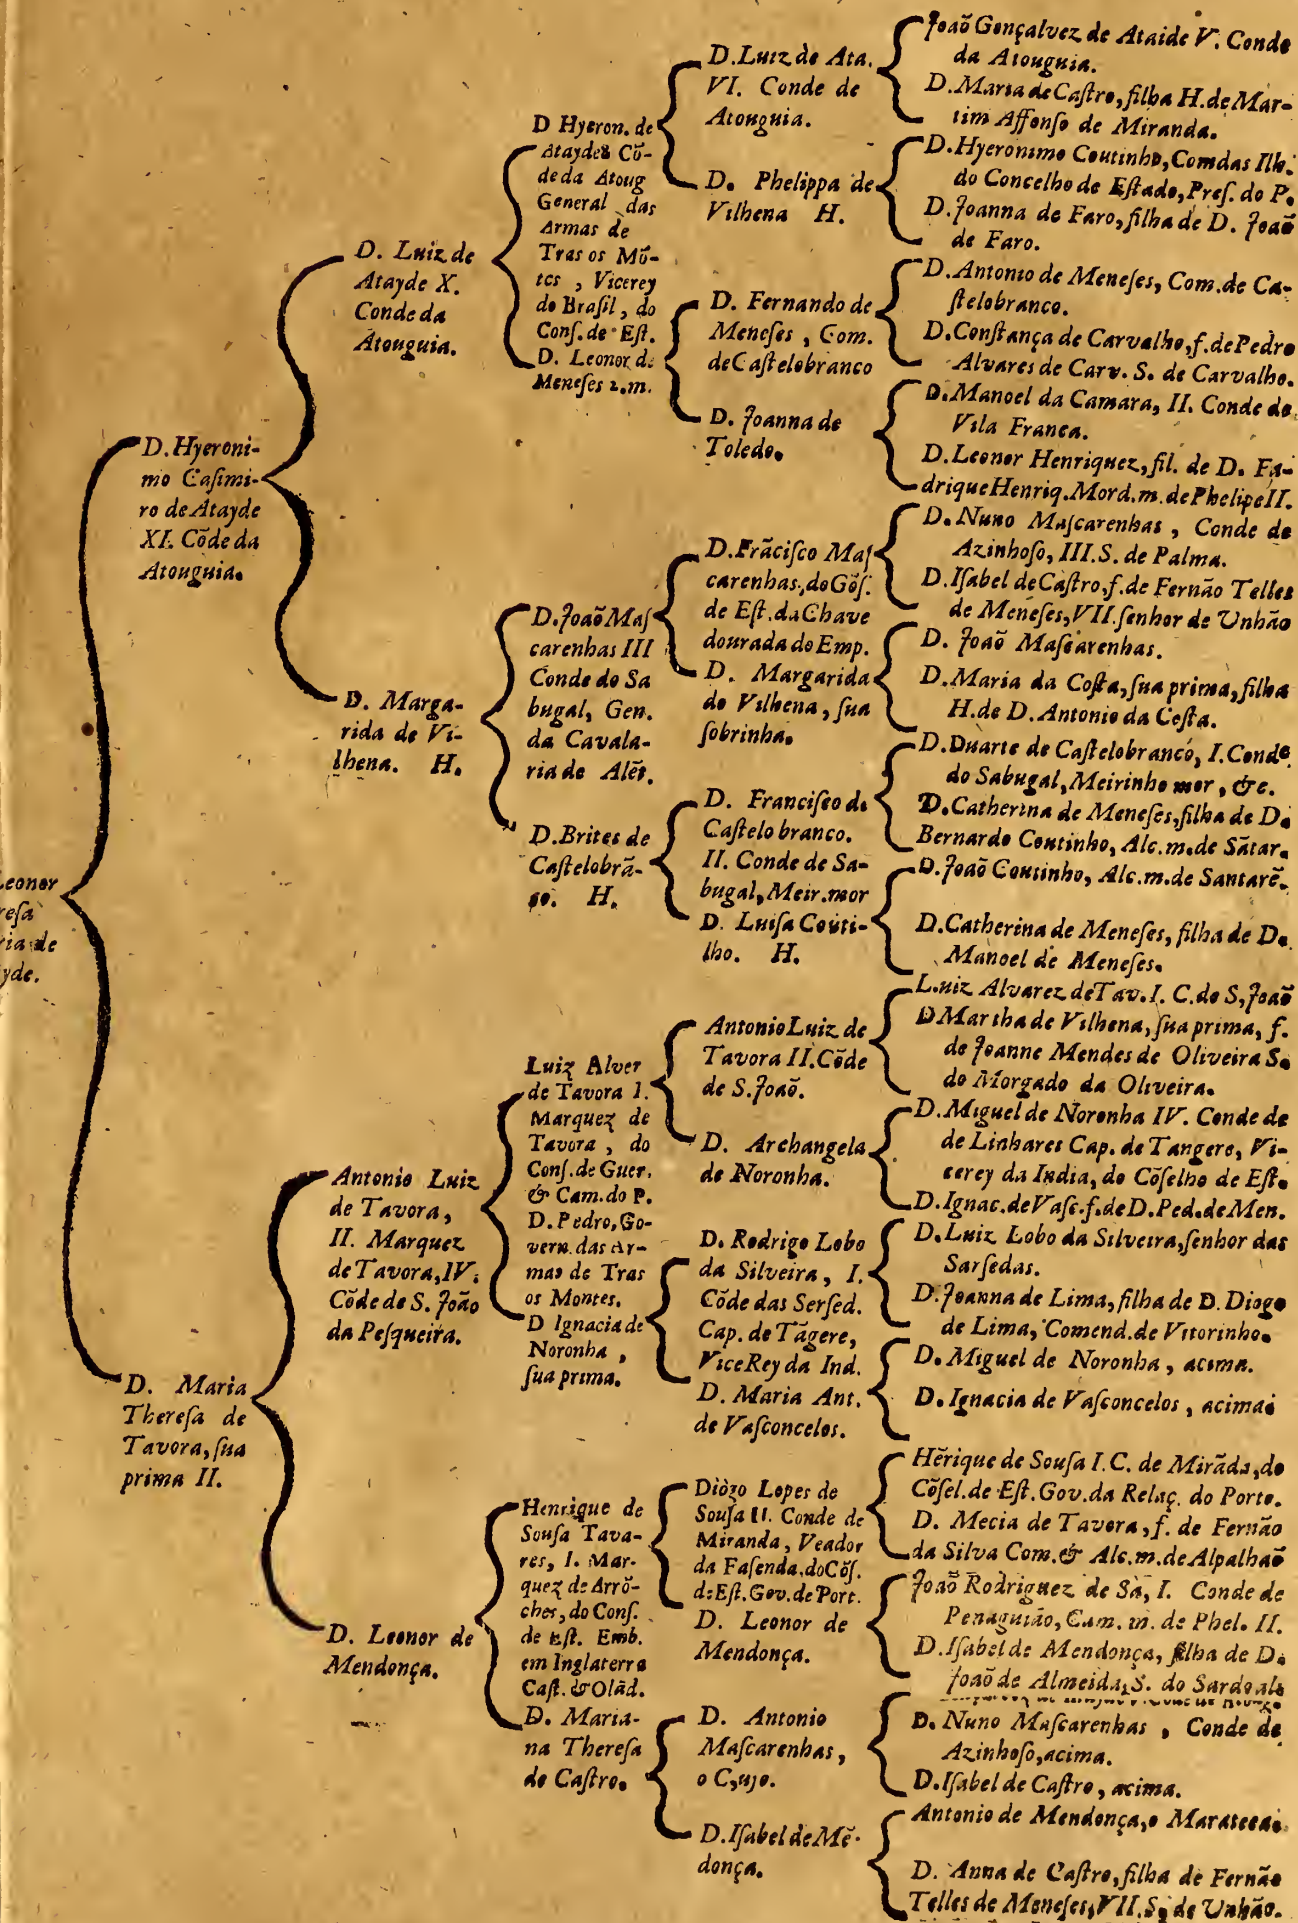 Leonor
resa
ria de
yde.
D. Hyeroni-
mo Casimi-
ro de Atayde
XI. Cõde da
Atouguia.
D. Maria
Theresa de
Tavora, sua
prima II.
D. Luiz de
Atayde X.
Conde da
Atouguia.
D. Marga-
rida de Vi-
lhena. H.
Antonio Luiz
de Tavora,
II. Marquez
de Tavora, IV.
Cõde de S. João
da Pesqueira.
D. Leonor de
Mendonça.
D Hyeron. de
Atayde Cõ-
de da Atoug
General das
Armas de
Tras os Mõ-
tes, Vicerey
do Brasil, do
Cons. de Est.
D. Leonor de
Meneses 2. m.
D. João Mas
carenhas III
Conde do Sa
bugal, Gen.
da Cavala-
ria de Alẽt.
D. Brites de
Castelobrã-
co. H.
Luiz Alver
de Tavora I.
Marquez de
Tavora, do
Cons. de Guer.
& Cam. do P.
D. Pedro, Go-
vern. das Ar-
mas de Tras
os Montes.
D Ignacia de
Noronha,
sua prima.
Henrique de
Sousa Tava-
res, I. Mar-
quez de Arrõ-
ches, do Cons.
de Est. Emb.
em Inglaterra
Cast. & Olãd.
D. Maria-
na Theresa
de Castro.
D. Luiz de Ata.
VI. Conde de
Atouguia.
D. Phelippa de
Vilhena H.
D. Fernando de
Meneses, Com.
de Castelobranco
D. Joanna de
Toledo.
D. Frãcisco Mas
carenhas, do Cõs.
de Est. da Chave
dourada do Emp.
D. Margarida
de Vilhena, sua
sobrinha.
D. Francisco de
Castelo branco.
II. Conde de Sa-
bugal, Meir. mor
D. Luisa Couti-
lho. H.
Antonio Luiz de
Tavora II. Cõde
de S. João.
D. Archangela
de Noronha.
D. Rodrigo Lobo
da Silveira, I.
Cõde das Sersed.
Cap. de Tãgere,
Vice Rey da Ind.
D. Maria Ant.
de Vasconcelos.
Diogo Lopes de
Sousa II. Conde de
Miranda, Veador
da Fasenda, do Cõs.
de Est. Gov. de Port.
D. Leonor de
Mendonça.
D. Antonio
Mascarenhas,
o Cujo.
D. Isabel de Mẽ-
donça.
João Gonçalvez de Ataide V. Conde
da Atouguia.
D. Maria de Castro, filha H. de Mar-
tim Affonso de Miranda.
D. Hyeronimo Coutinho, Com das Ilh.
do Concelho de Estado, Pres. do P.
D. Joanna de Faro, filha de D. João
de Faro.
D. Antonio de Meneses, Com. de Ca-
stelobranco.
D. Constança de Carvalho, f. de Pedro
Alvares de Carv. S. de Carvalho.
D. Manoel da Camara, II. Conde de
Vila Franca.
D. Leonor Henriquez, fil. de D. Fa-
drique Henriq. Mord. m. de Phelipe II.
D. Nuno Mascarenhas, Conde de
Azinhoso, III. S. de Palma.
D. Isabel de Castro, f. de Fernão Telles
de Meneses, VII. senhor de Unhão
D. João Mascarenhas.
D. Maria da Costa, sua prima, filha
H. de D. Antonio da Costa.
D. Duarte de Castelobranco, I. Conde
do Sabugal, Meirinho mor, &c.
D. Catherina de Meneses, filha de D.
Bernardo Coutinho, Alc. m. de Sãtar.
D. João Coutinho, Alc. m. de Santarẽ.
D. Catherina de Meneses, filha de D.
Manoel de Meneses.
Luiz Alvarez de Tav. I. C. de S. João
D Martha de Vilhena, sua prima, f.
de Joanne Mendes de Oliveira S.
do Morgado da Oliveira.
D. Miguel de Noronha IV. Conde de
de Linhares Cap. de Tangere, Vi-
cerey da India, do Cõselho de Est.
D. Ignac. de Vasc. f. de D. Ped. de Men.
D. Luiz Lobo da Silveira, senhor das
Sarsedas.
D. Joanna de Lima, filha de D. Diogo
de Lima, Comend. de Vitorinho.
D. Miguel de Noronha, acima.
D. Ignacia de Vasconcelos, acima
Hẽrique de Sousa I. C. de Mirãda, do
Cõsel. de Est. Gov. da Relaç. do Porto.
D. Mecia de Tavora, f. de Fernão
da Silva Com. & Alc. m. de Alpalhaõ
João Rodriguez de Sá, I. Conde de
Penaguião, Cam. m. de Phel. II.
D. Isabel de Mendonça, filha de D.
João de Almeida, S. do Sardoal
D. Nuno Mascarenhas, Conde de
Azinhoso, acima.
D. Isabel de Castro, acima.
Antonio de Mendonça, o
D. Anna de Castro, filha de Fernão
Telles de Meneses, VII. S. de Unhão.